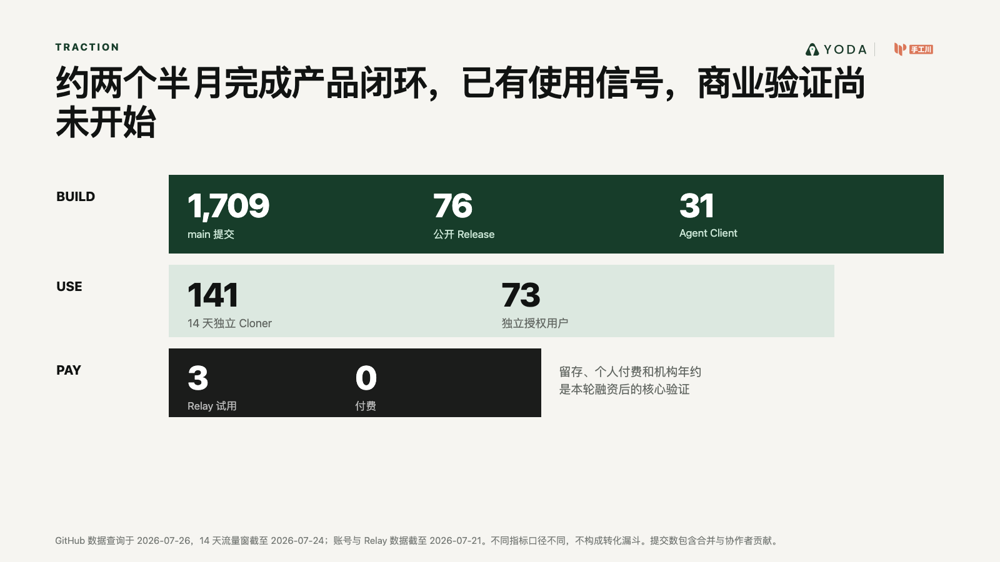 TRACTION
YODA
手工川
约两个半月完成产品闭环，已有使用信号，商业验证尚
未开始
BUILD
1,709
76
31
main 提交
公开 Release
Agent Client
USE
141
73
14 天独立 Cloner
独立授权用户
PAY
3
0
Relay 试用
付费
留存、个人付费和机构年约
是本轮融资后的核心验证
GitHub 数据查询于 2026-07-26，14 天流量窗截至 2026-07-24；账号与 Relay 数据截至 2026-07-21。不同指标口径不同，不构成转化漏斗。提交数包含合并与协作者贡献。